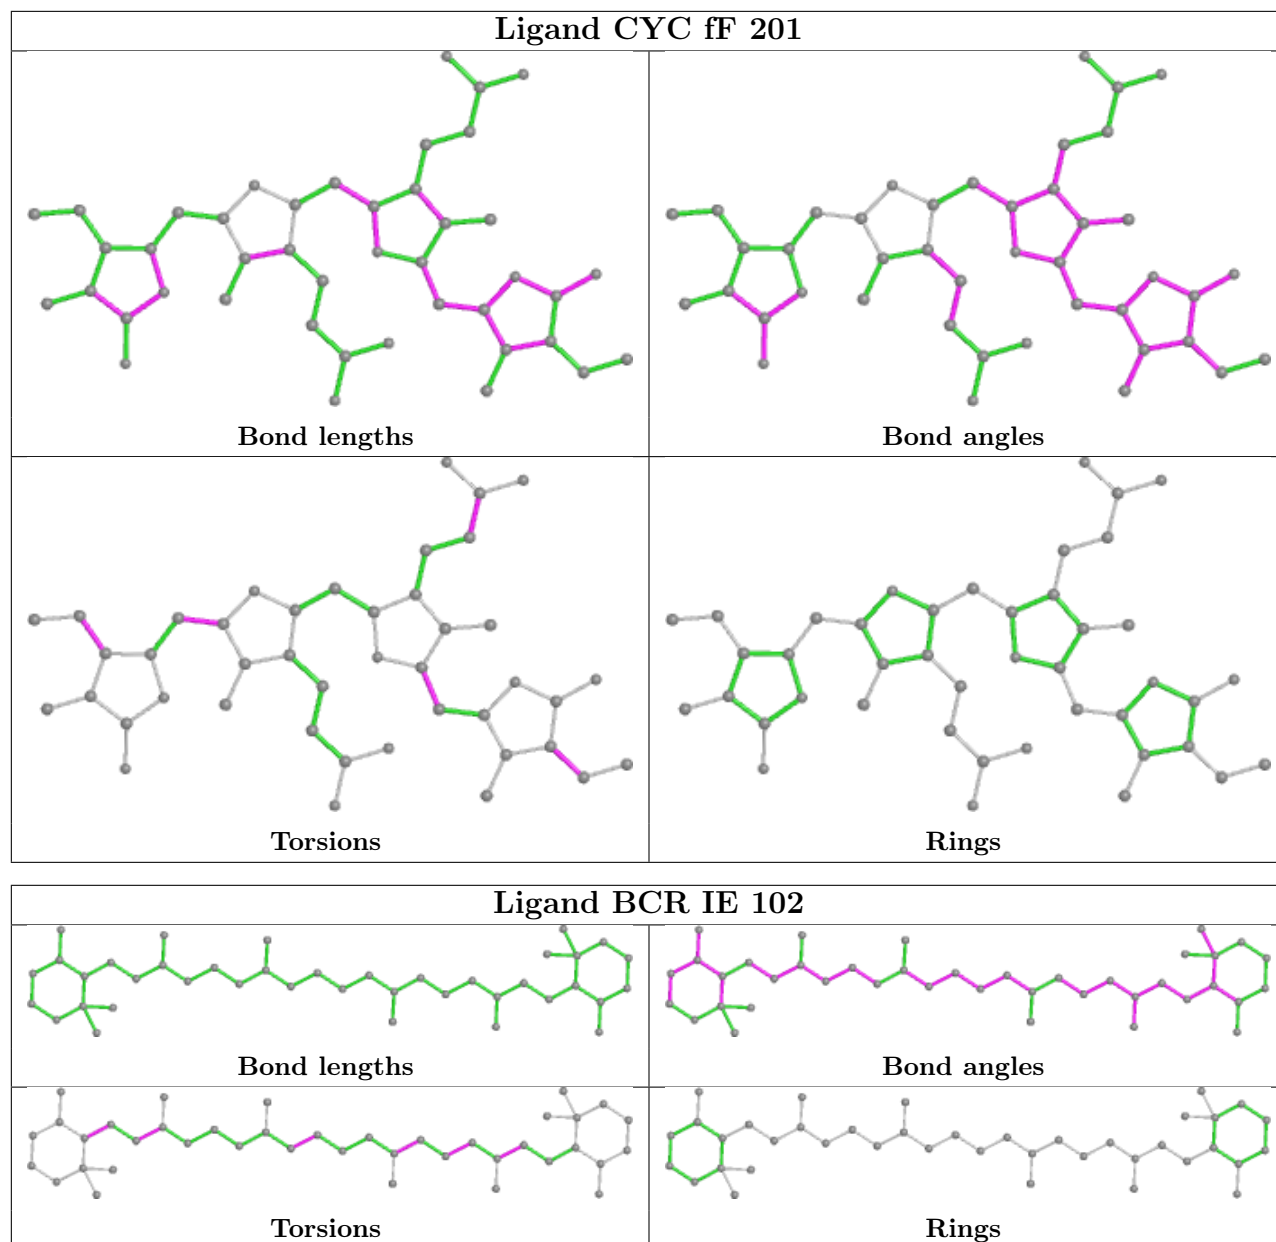 Ligand CYC fF 201
Bond lengths
Bond angles
Torsions
Rings
Ligand BCR IE 102
Bond lengths
Bond angles
Torsions
Rings